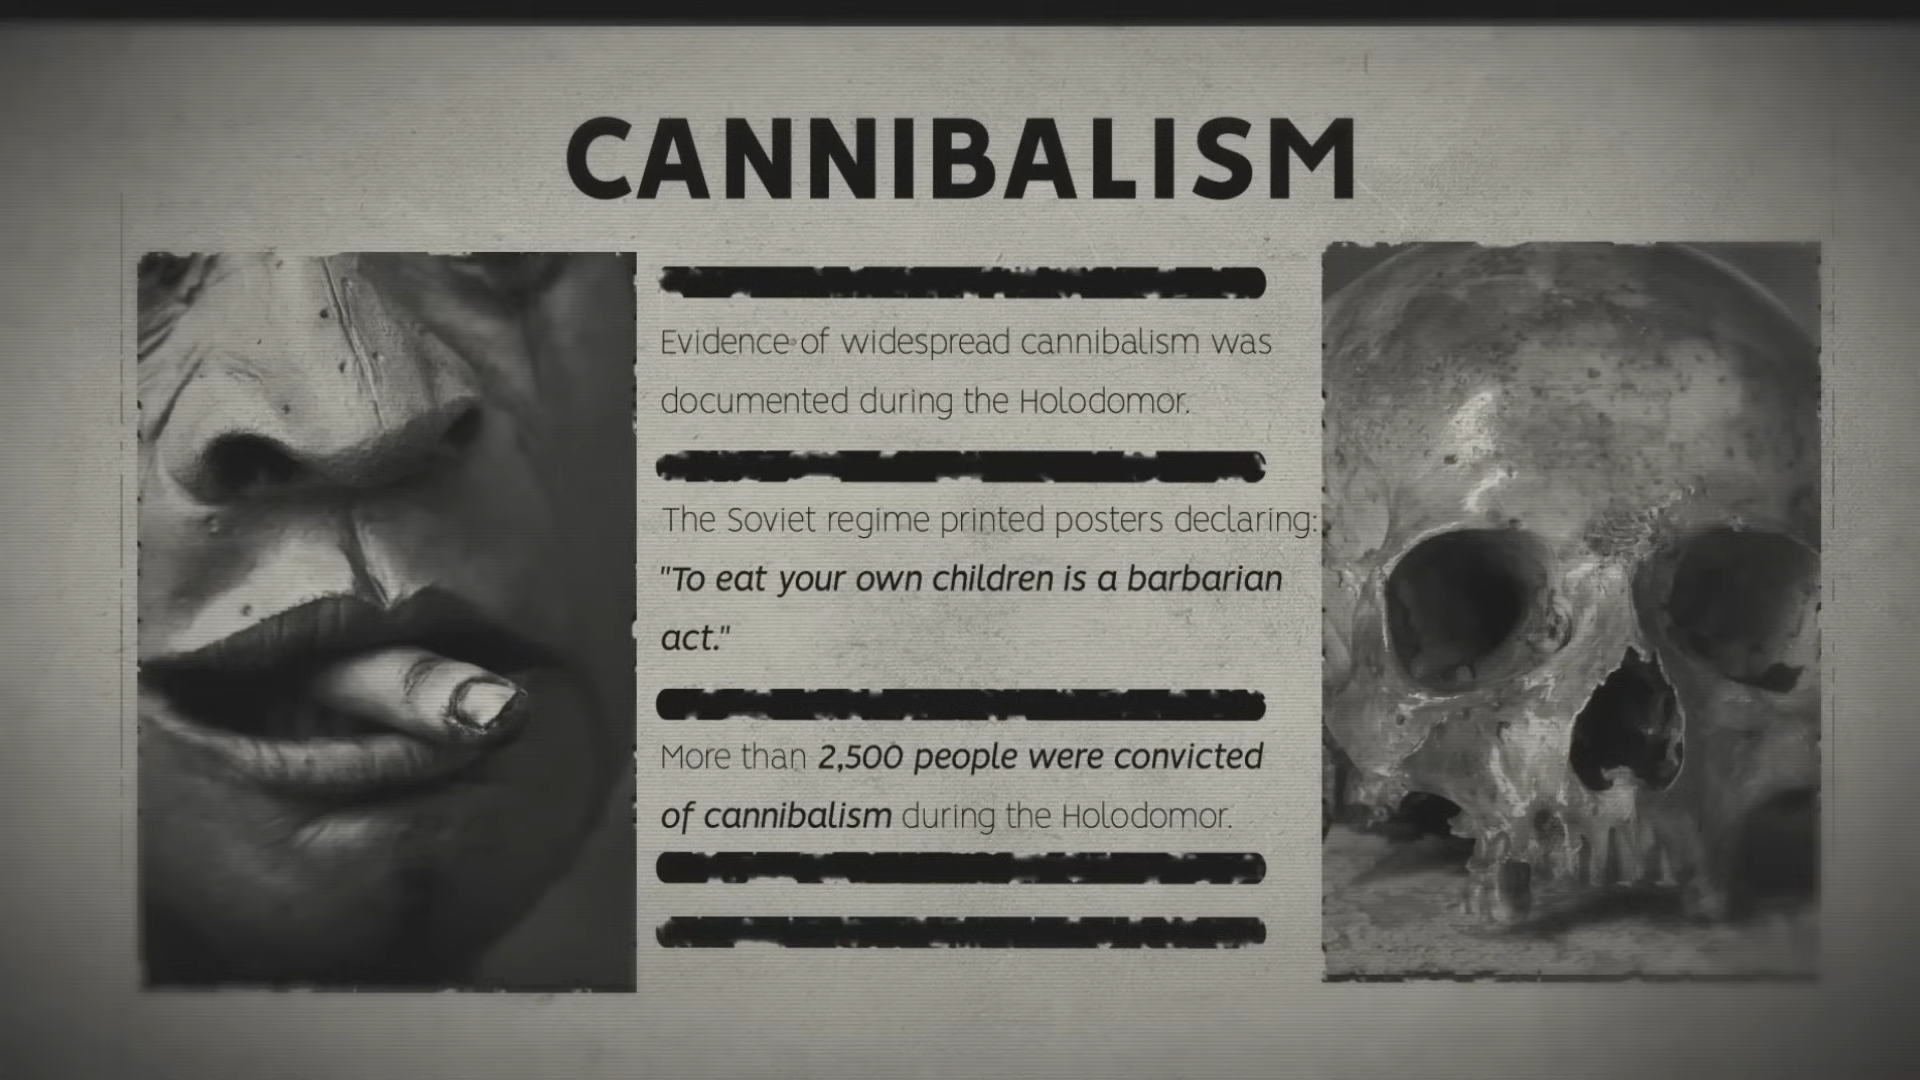 CANNIBALISM
Evidence of widespread cannibalism was
documented during the Holodomor.
The Soviet regime printed posters declaring:
"To eat your own children is a barbarian
act."
More than 2,500 people were convicted
of cannibalism during the Holodomor.